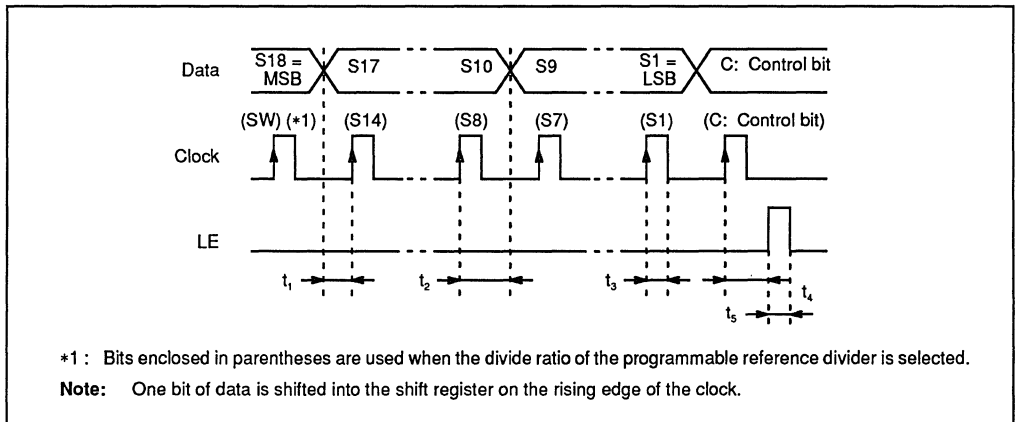 Data S18 = MSB S17 S10 S9 S1 = LSB C: Control bit
(SW) (*1) (S14) (S8) (S7) (S1) (C: Control bit)
Clock
LE
t1 t2 t3 t4
t5
*1 : Bits enclosed in parentheses are used when the divide ratio of the programmable reference divider is selected.
Note: One bit of data is shifted into the shift register on the rising edge of the clock.